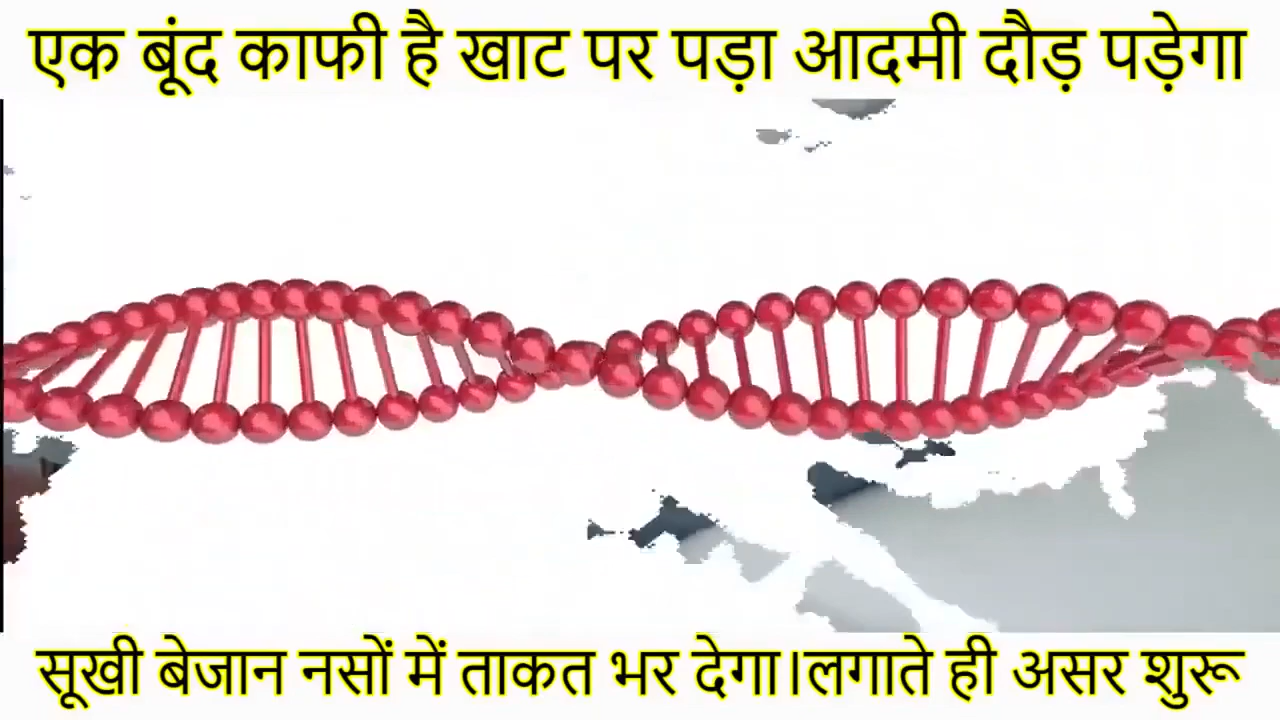 एक बूंद काफी है खाट पर पड़ा आदमी दौड़ पड़ेगा
सूखी बेजान नसों में ताकत भर देगा।लगाते ही असर शुरू